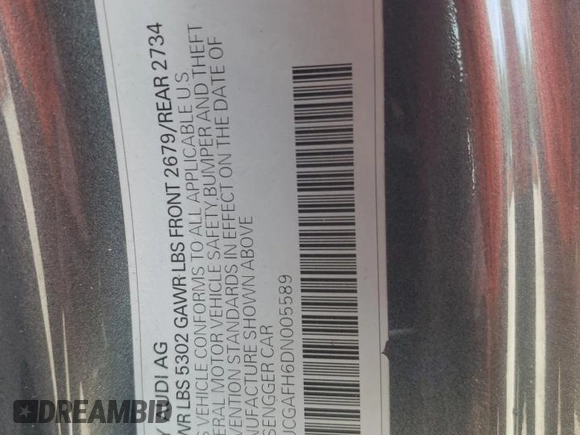 UDI AG
WR LBS 5302 GAWR LBS FRONT 2679/REAR 2734
S VEHICLE CONFORMS TO ALL APPLICABLE U.S
ERAL MOTOR VEHICLE SAFETY,BUMPER AND THEFT
VENTION STANDARDS IN EFFECT ON THE DATE OF
NUFACTURE SHOWN ABOVE
SENGGER CAR
UCGAFH6DN005589
DREAMBID